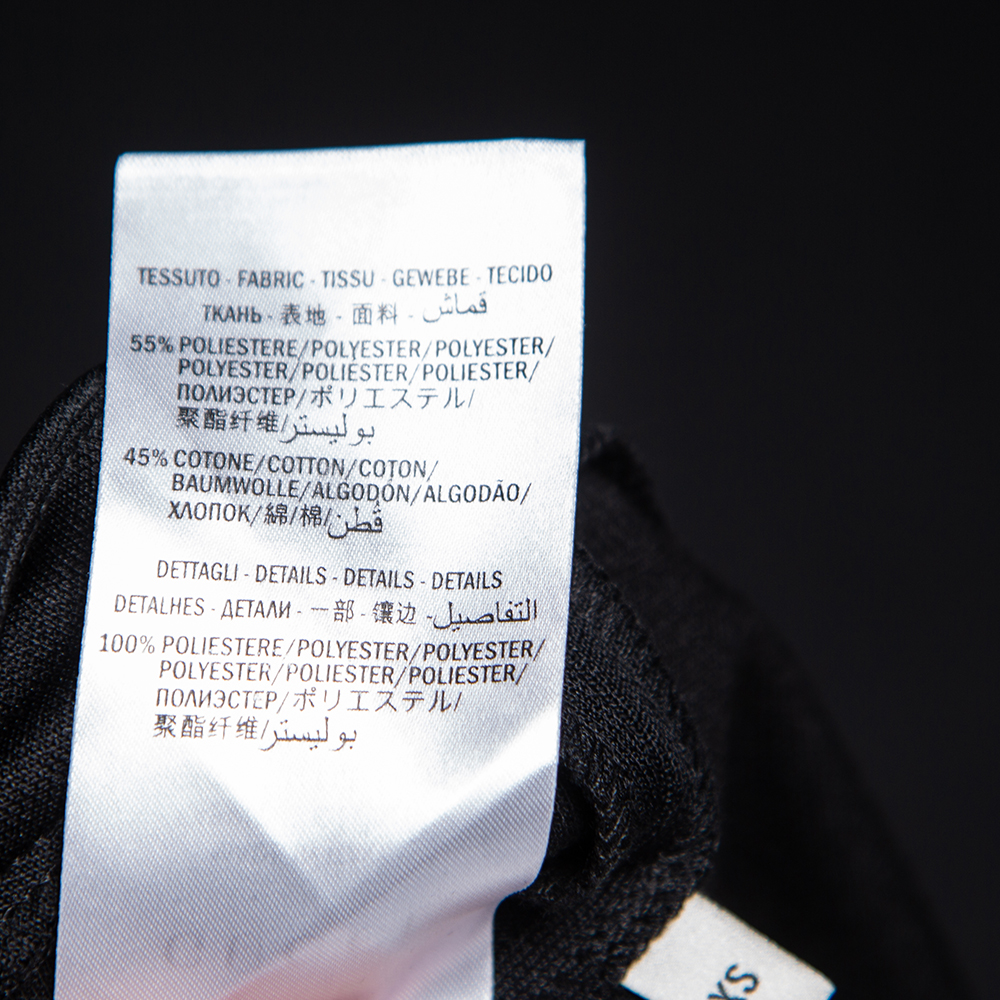 TESSUTO - FABRIC - TISSU - GEWEBE - TECIDO
ТКАНЬ - 表地 - 面料 - قماش
55% POLIESTERE/POLYESTER/POLYESTER/
POLYESTER/POLIÉSTER/POLIESTER/
ПОЛИЭСТЕР/ポリエステル/
聚酯纤维/بوليستر
45% COTONE/COTTON/COTON/
BAUMWOLLE/ALGODÓN/ALGODÃO/
ХЛОПОК/綿/棉/قطن
DETTAGLI - DETAILS - DETAILS - DETAILS
DETALHES - ДЕТАЛИ - 一部 - 镶边 - التفاصيل
100% POLIESTERE/POLYESTER/POLYESTER/
POLYESTER/POLIÉSTER/POLIESTER/
ПОЛИЭСТЕР/ポリエステル/
聚酯纤维/بوليستر
XS